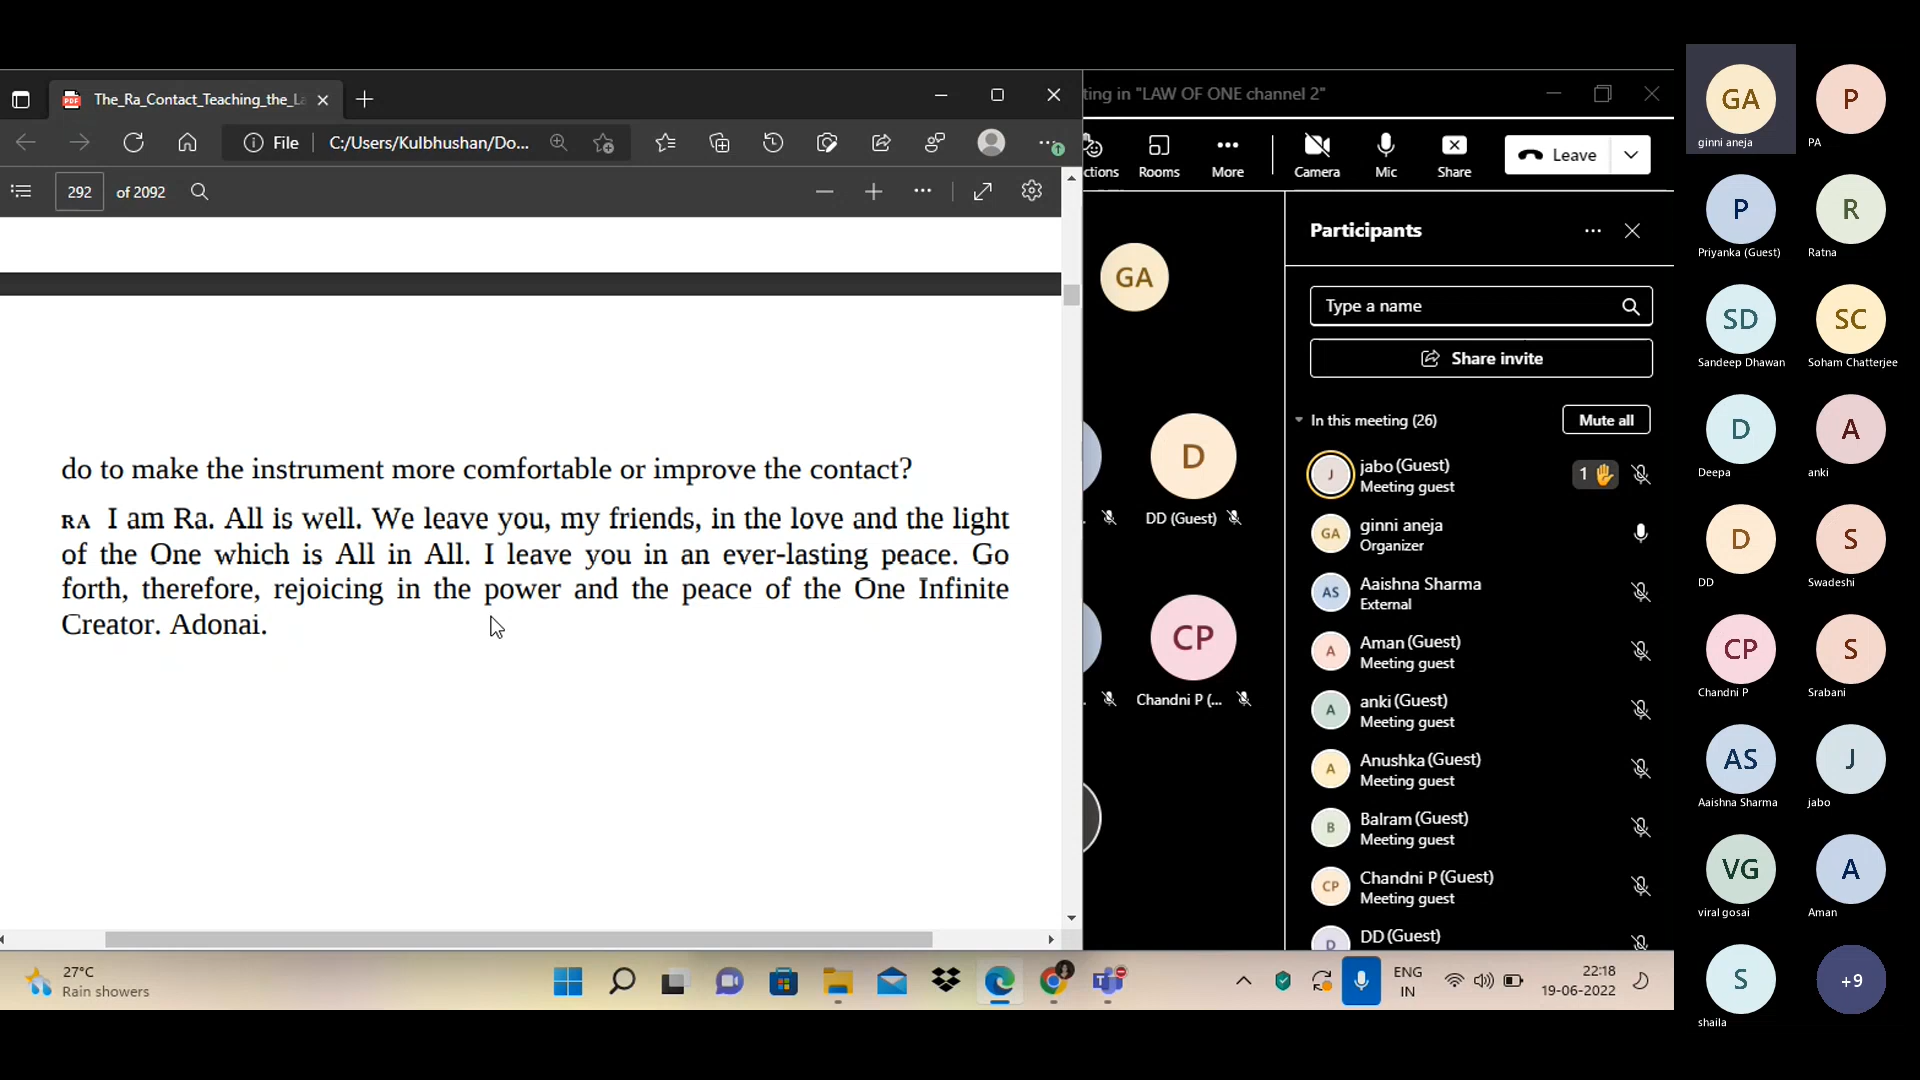 The_Ra_Contact_Teaching_the_La
File
C:/Users/Kulbhushan/Do...
292
of 2092
do to make the instrument more comfortable or improve the contact?
RA I am Ra. All is well. We leave you, my friends, in the love and the light
of the One which is All in All. I leave you in an ever-lasting peace. Go
forth, therefore, rejoicing in the power and the peace of the One Infinite
Creator. Adonai.
ting in "LAW OF ONE channel 2"
ctions
Rooms
More
Camera
Mic
Share
Leave
GA
D
DD (Guest)
CP
Chandni P (...
Participants
Type a name
Share invite
In this meeting (26)
Mute all
J
jabo (Guest)
Meeting guest
1
GA
ginni aneja
Organizer
AS
Aaishna Sharma
External
A
Aman (Guest)
Meeting guest
A
anki (Guest)
Meeting guest
A
Anushka (Guest)
Meeting guest
B
Balram (Guest)
Meeting guest
CP
Chandni P (Guest)
Meeting guest
D
DD (Guest)
GA
ginni aneja
P
PA
P
Priyanka (Guest)
R
Ratna
SD
Sandeep Dhawan
SC
Soham Chatterjee
D
Deepa
A
anki
D
DD
S
Swadeshi
CP
Chandni P
S
Srabani
AS
Aaishna Sharma
J
jabo
VG
viral gosai
A
Aman
S
shaila
+9
27°C
Rain showers
ENG
IN
22:18
19-06-2022